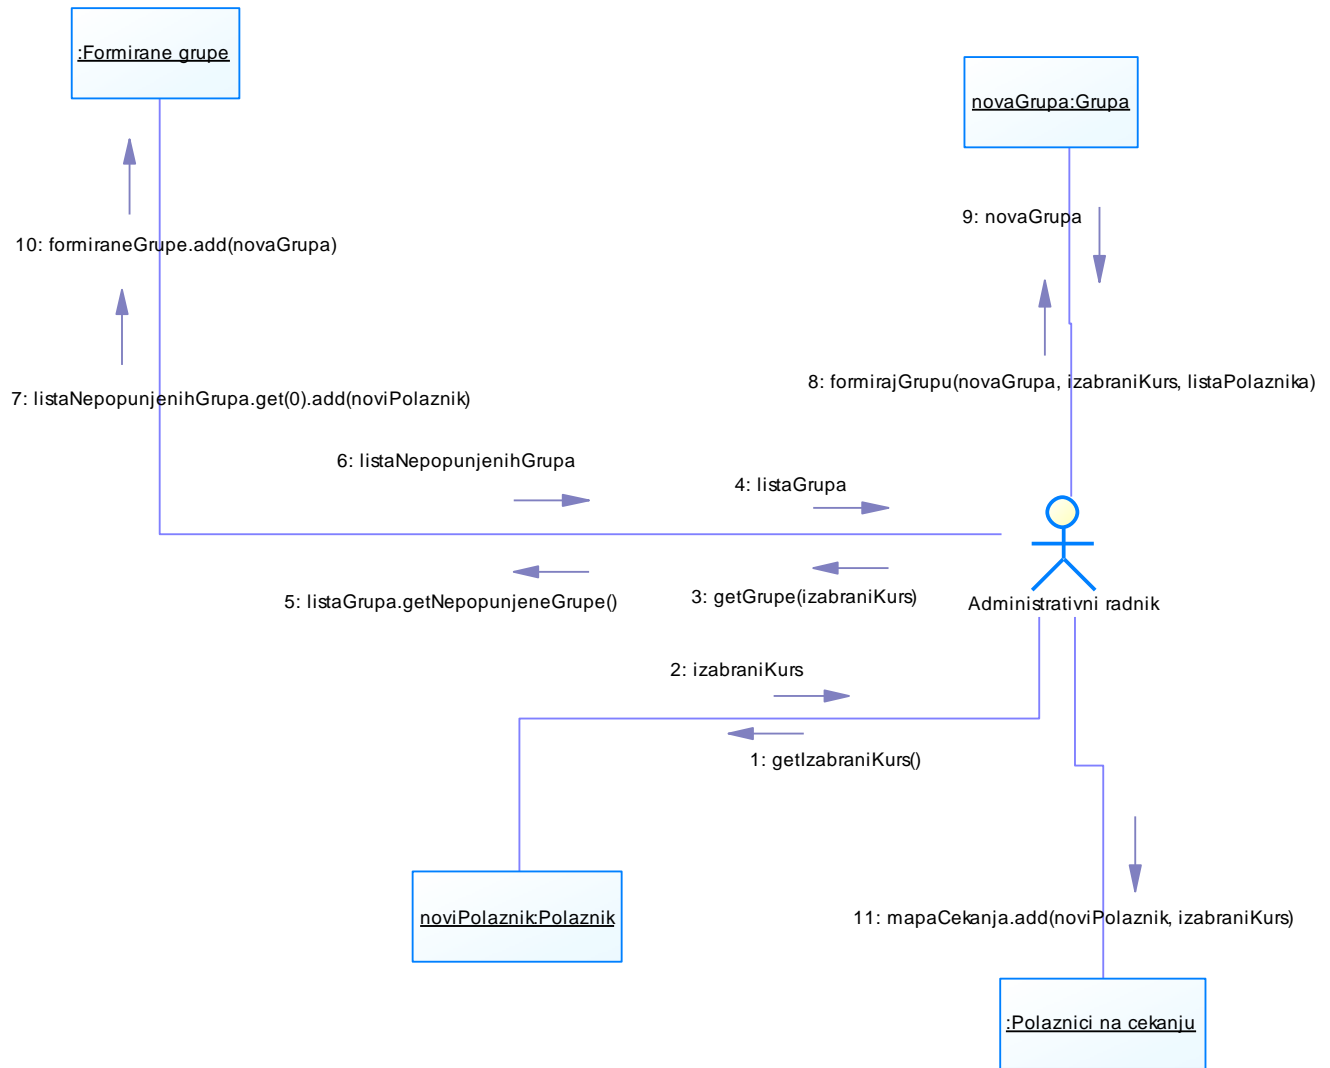 :Formirane grupe
novaGrupa:Grupa
9: novaGrupa
10: formiraneGrupe.add(novaGrupa)
8: formirajGrupu(novaGrupa, izabraniKurs, listaPolaznika)
7: listaNepopunjenihGrupa.get(0).add(noviPolaznik)
6: listaNepopunjenihGrupa
4: listaGrupa
5: listaGrupa.getNepopunjeneGrupe()
3: getGrupe(izabraniKurs)
Administrativni radnik
2: izabraniKurs
1: getIzabraniKurs()
noviPolaznik:Polaznik
11: mapaCekanja.add(noviPolaznik, izabraniKurs)
:Polaznici na cekanju